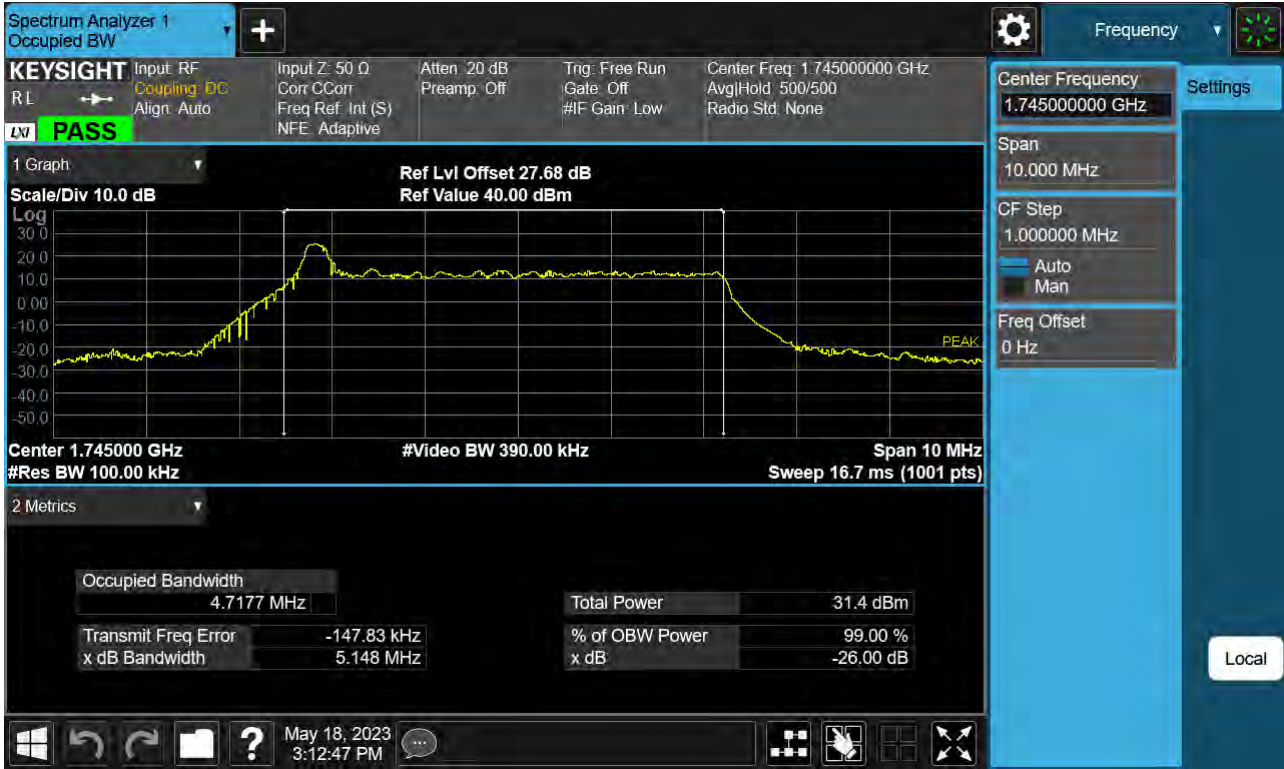 Spectrum Analyzer 1
Occupied BW
Frequency
KEYSIGHT
RL
LXI
PASS
Input: RF
Coupling: DC
Align: Auto
Input Z: 50 Ω
Corr CCorr
Freq Ref: Int (S)
NFE: Adaptive
Atten: 20 dB
Preamp: Off
Trig: Free Run
Gate: Off
#IF Gain: Low
Center Freq: 1.745000000 GHz
Avg|Hold: 500/500
Radio Std: None
Center Frequency
1.745000000 GHz
Settings
Span
10.000 MHz
CF Step
1.000000 MHz
Auto
Man
Freq Offset
0 Hz
Local
1 Graph
Scale/Div 10.0 dB
Ref Lvl Offset 27.68 dB
Ref Value 40.00 dBm
Log
30.0
20.0
10.0
0.00
-10.0
-20.0
-30.0
-40.0
-50.0
PEAK
Center 1.745000 GHz
#Video BW 390.00 kHz
Span 10 MHz
#Res BW 100.00 kHz
Sweep 16.7 ms (1001 pts)
2 Metrics
Occupied Bandwidth
4.7177 MHz
Total Power 31.4 dBm
Transmit Freq Error -147.83 kHz
% of OBW Power 99.00 %
x dB Bandwidth 5.148 MHz
x dB -26.00 dB
?
May 18, 2023
3:12:47 PM